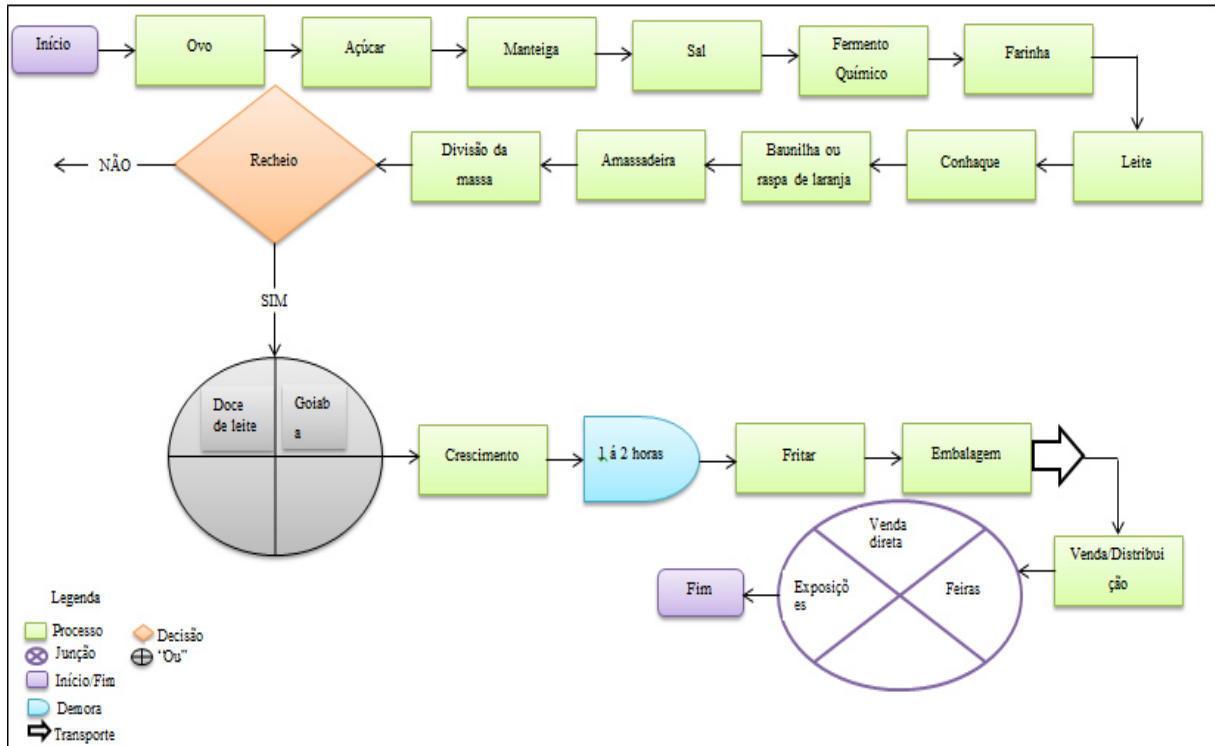 Início
Ovo
Açúcar
Manteiga
Sal
Fermento
Químico
Farinha
Leite
Conhaque
Baunilha ou
raspa de laranja
Amassadeira
Divisão da
massa
Recheio
NÃO
SIM
Doce
de leite
Goiab
a
Crescimento
1 á 2 horas
Fritar
Embalagem
Venda/Distribui
ção
Venda
direta
Feiras
Exposiçõ
es
Fim
Legenda
Processo
Decisão
Junção
"Ou"
Início/Fim
Demora
Transporte